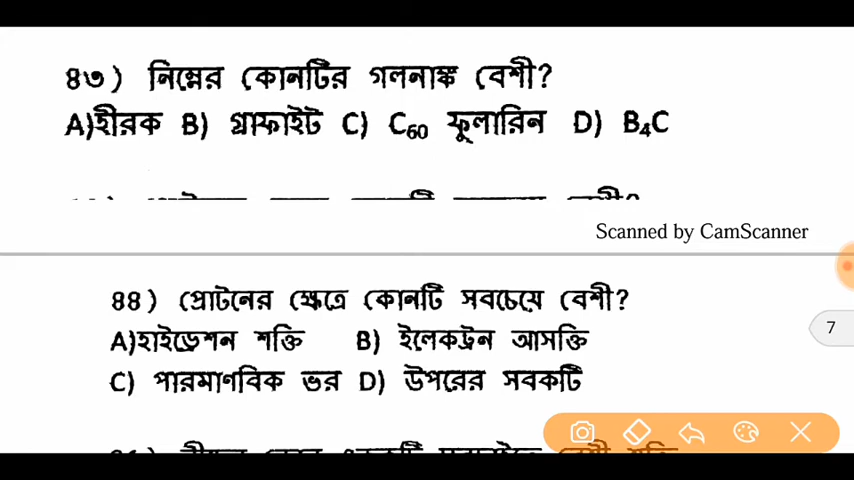 ৪৩) নিম্নের কোনটির গলনাঙ্ক বেশী?
A)হীরক B) গ্রাফাইট C) C₆₀ ফুলারিন D) B₄C
Scanned by CamScanner
৪৪) প্রোটনের ক্ষেত্রে কোনটি সবচেয়ে বেশী?
7
A)হাইড্রেশন শক্তি B) ইলেকট্রন আসক্তি
C) পারমাণবিক ভর D) উপরের সবকটি